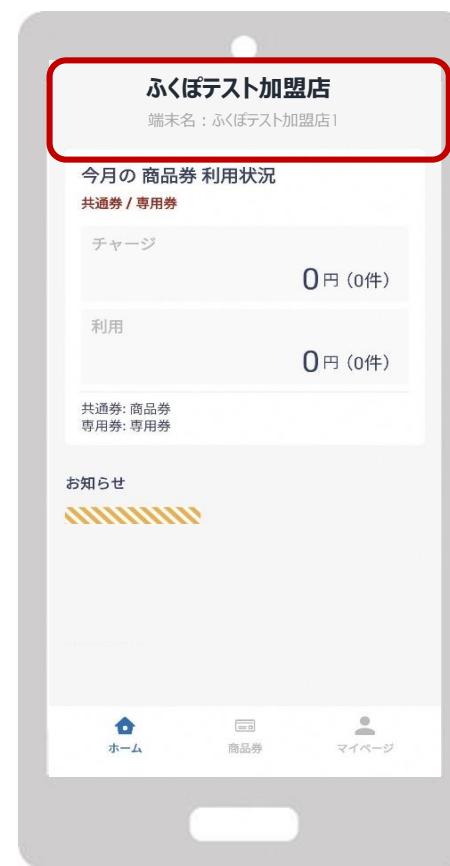 ふくぽテスト加盟店
端末名：ふくぽテスト加盟店1
今月の 商品券 利用状況
共通券 / 専用券
チャージ
0円（0件）
利用
0円（0件）
共通券: 商品券
専用券: 専用券
お知らせ
ホーム 商品券 マイページ